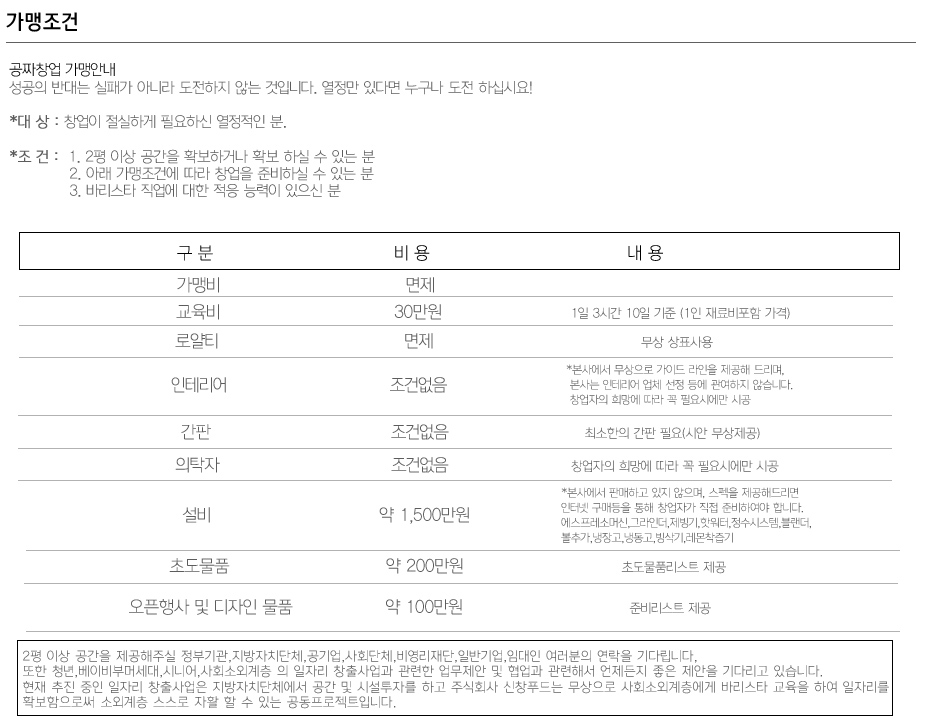 가맹조건
공짜창업 가맹안내
성공의 반대는 실패가 아니라 도전하지 않는 것입니다. 열정만 있다면 누구나 도전 하십시요!
*대 상 : 창업이 절실하게 필요하신 열정적인 분.
*조 건 : 1. 2평 이상 공간을 확보하거나 확보 하실 수 있는 분
2. 아래 가맹조건에 따라 창업을 준비하실 수 있는 분
3. 바리스타 직업에 대한 적응 능력이 있으신 분
구 분 비 용 내 용
가맹비 면제
교육비 30만원 1일 3시간 10일 기준 (1인 재료비포함 가격)
로얄티 면제 무상 상표사용
인테리어 조건없음 *본사에서 무상으로 가이드 라인을 제공해 드리며,
본사는 인테리어 업체 선정 등에 관여하지 않습니다.
창업자의 희망에 따라 꼭 필요시에만 시공
간판 조건없음 최소한의 간판 필요(시안 무상제공)
의탁자 조건없음 창업자의 희망에 따라 꼭 필요시에만 시공
설비 약 1,500만원 *본사에서 판매하고 있지 않으며, 스펙을 제공해드리면
인터넷 구매등을 통해 창업자가 직접 준비하여야 합니다.
에스프레소머신,그라인더,제빙기,핫워터,정수시스템,블랜더,
볼추가,냉장고,냉동고,빙삭기,레몬착즙기
초도물품 약 200만원 초도물품리스트 제공
오픈행사 및 디자인 물품 약 100만원 준비리스트 제공
2평 이상 공간을 제공해주실 정부기관,지방자치단체,공기업,사회단체,비영리재단,일반기업,임대인 여러분의 연락을 기다립니다,
또한 청년,베이비부머세대,시니어,사회소외계층 의 일자리 창출사업과 관련한 업무제안 및 협업과 관련해서 언제든지 좋은 제안을 기다리고 있습니다.
현재 추진 중인 일자리 창출사업은 지방자치단체에서 공간 및 시설투자를 하고 주식회사 신창푸드는 무상으로 사회소외계층에게 바리스타 교육을 하여 일자리를
확보함으로써 소외계층 스스로 자활 할 수 있는 공동프로젝트입니다.